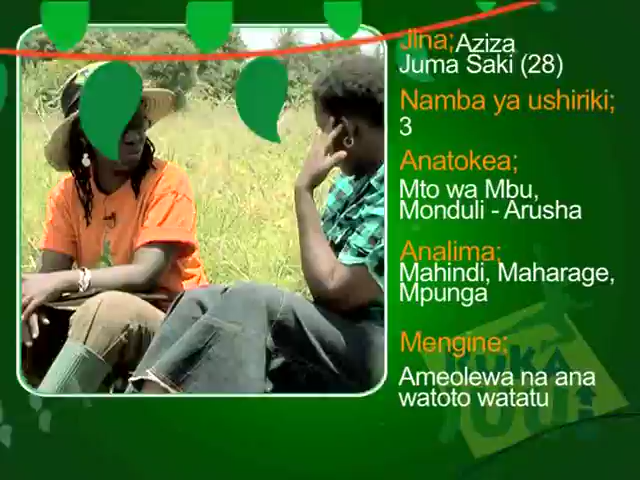 Jina; Aziza
Juma Saki (28)
Namba ya ushiriki;
3
Anatokea;
Mto wa Mbu,
Monduli - Arusha
Analima;
Mahindi, Maharage,
Mpunga
Mengine;
Ameolewa na ana
watoto watatu